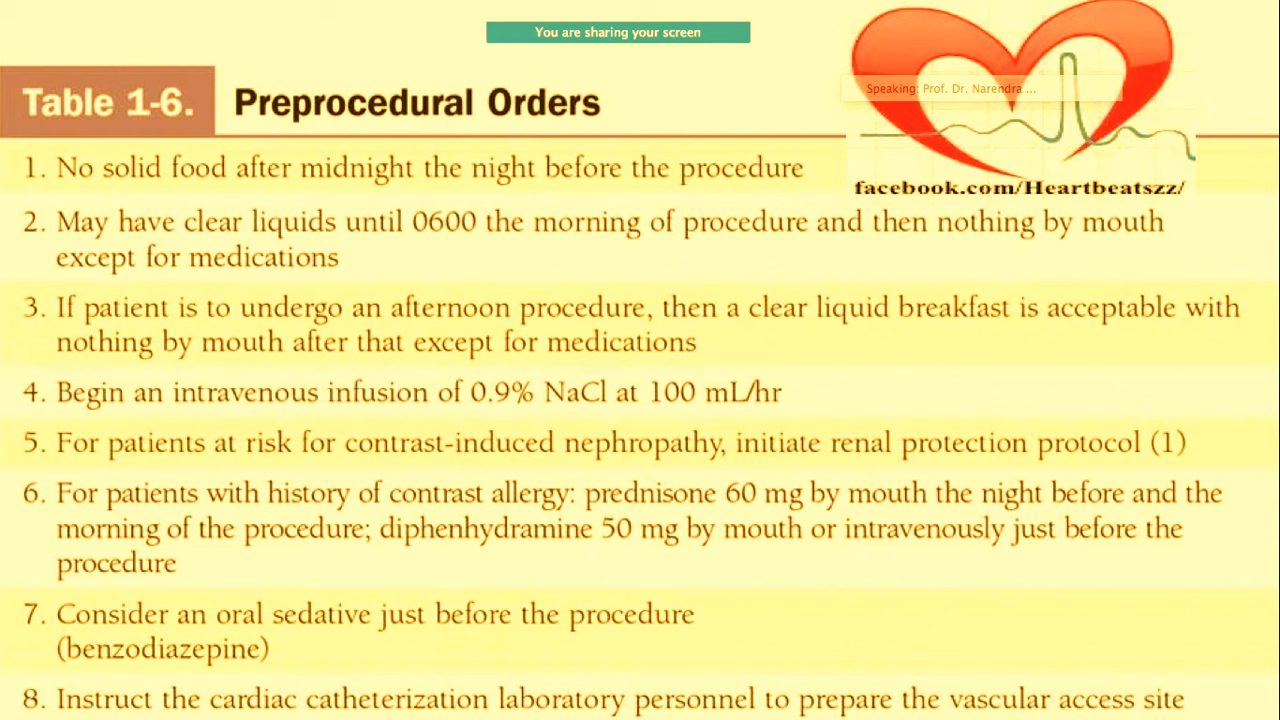 You are sharing your screen
Speaking: Prof. Dr. Narendra ...
Table 1-6. Preprocedural Orders
facebook.com/Heartbeatszz/
1. No solid food after midnight the night before the procedure
2. May have clear liquids until 0600 the morning of procedure and then nothing by mouth
except for medications
3. If patient is to undergo an afternoon procedure, then a clear liquid breakfast is acceptable with
nothing by mouth after that except for medications
4. Begin an intravenous infusion of 0.9% NaCl at 100 mL/hr
5. For patients at risk for contrast-induced nephropathy, initiate renal protection protocol (1)
6. For patients with history of contrast allergy: prednisone 60 mg by mouth the night before and the
morning of the procedure; diphenhydramine 50 mg by mouth or intravenously just before the
procedure
7. Consider an oral sedative just before the procedure
(benzodiazepine)
8. Instruct the cardiac catheterization laboratory personnel to prepare the vascular access site